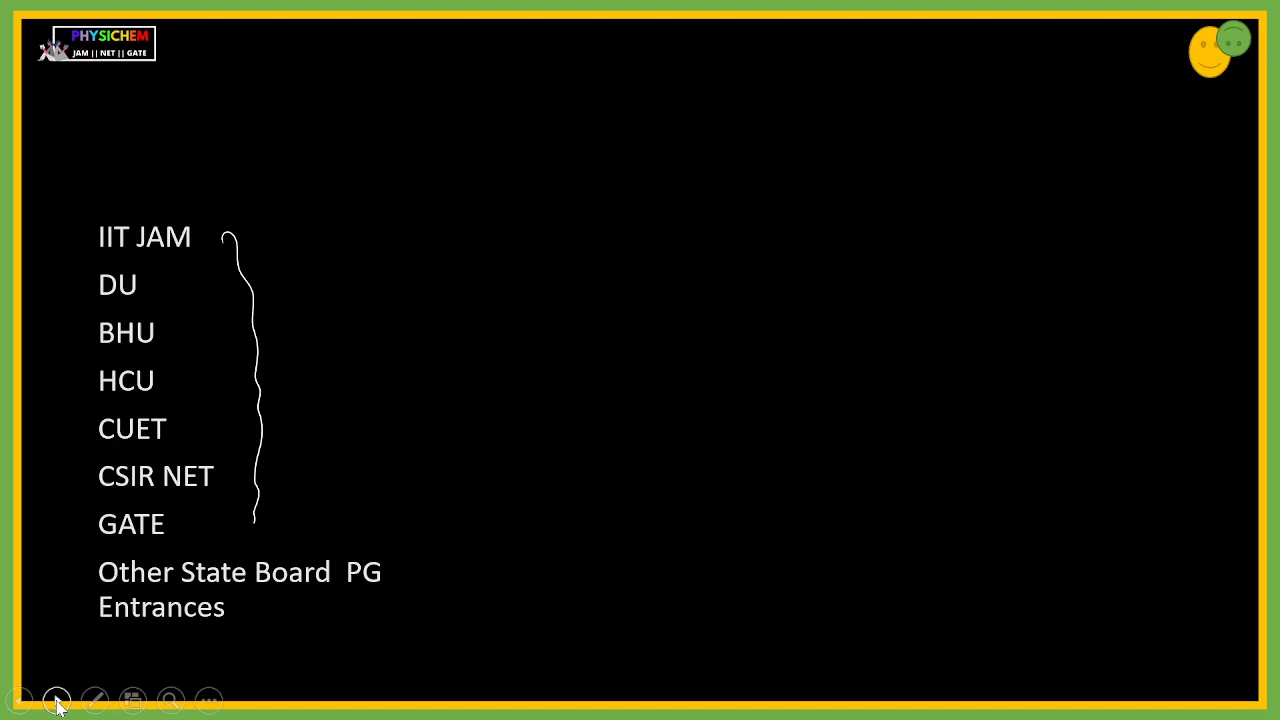 PHYSICHEM
JAM || NET || GATE
IIT JAM
DU
BHU
HCU
CUET
CSIR NET
GATE
Other State Board  PG
Entrances